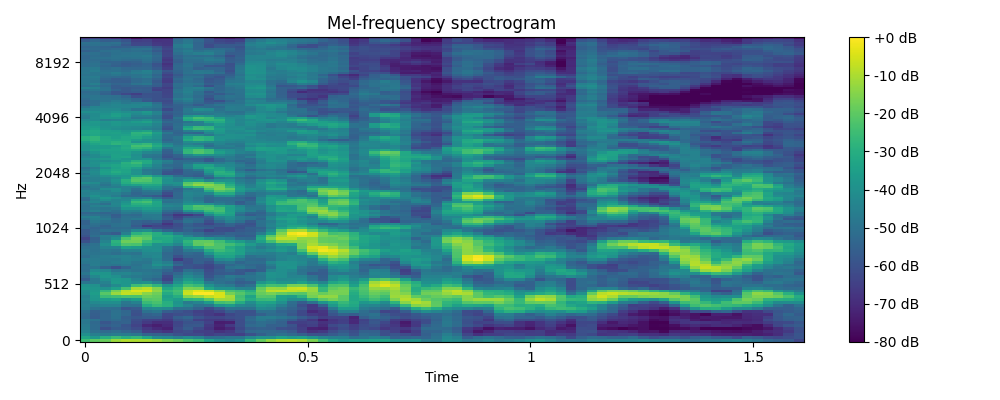 Mel-frequency spectrogram
8192
4096
2048
1024
512
0
Hz
0
0.5
1
1.5
Time
+0 dB
-10 dB
-20 dB
-30 dB
-40 dB
-50 dB
-60 dB
-70 dB
-80 dB